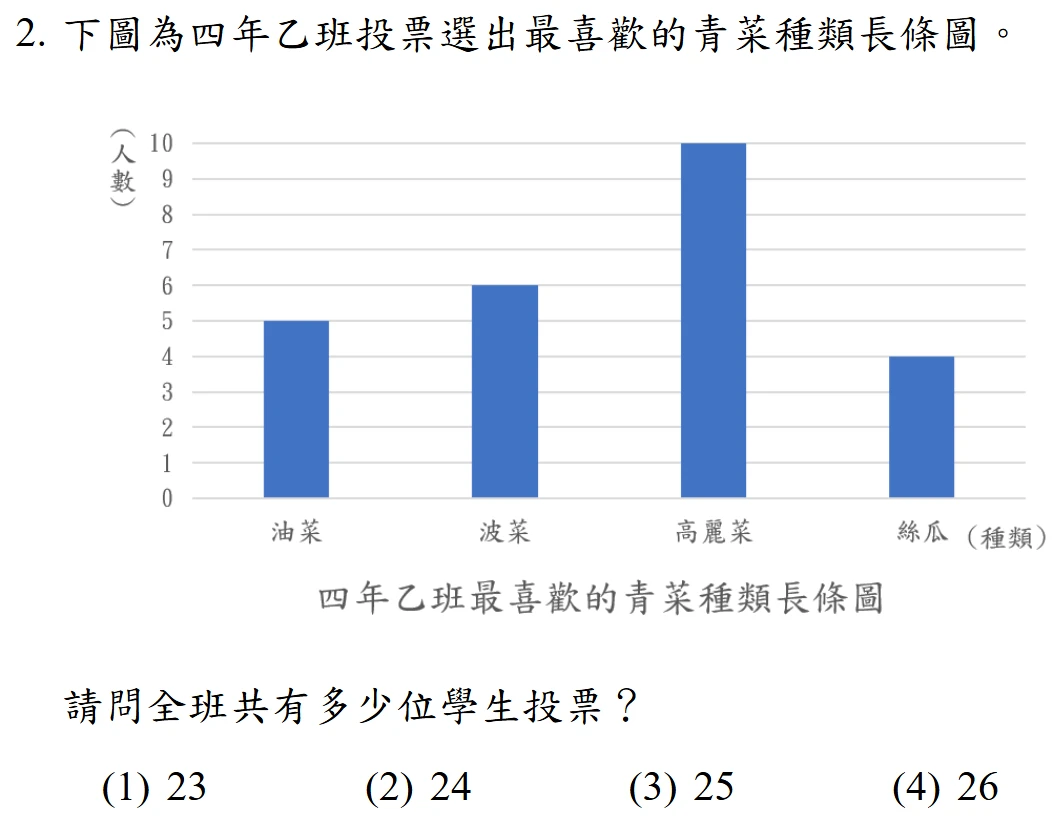 2. 下圖為四年乙班投票選出最喜歡的青菜種類長條圖。
（人數）
10
9
8
7
6
5
4
3
2
1
0
油菜 波菜 高麗菜 絲瓜 （種類）
四年乙班最喜歡的青菜種類長條圖
請問全班共有多少位學生投票？
(1) 23 (2) 24 (3) 25 (4) 26